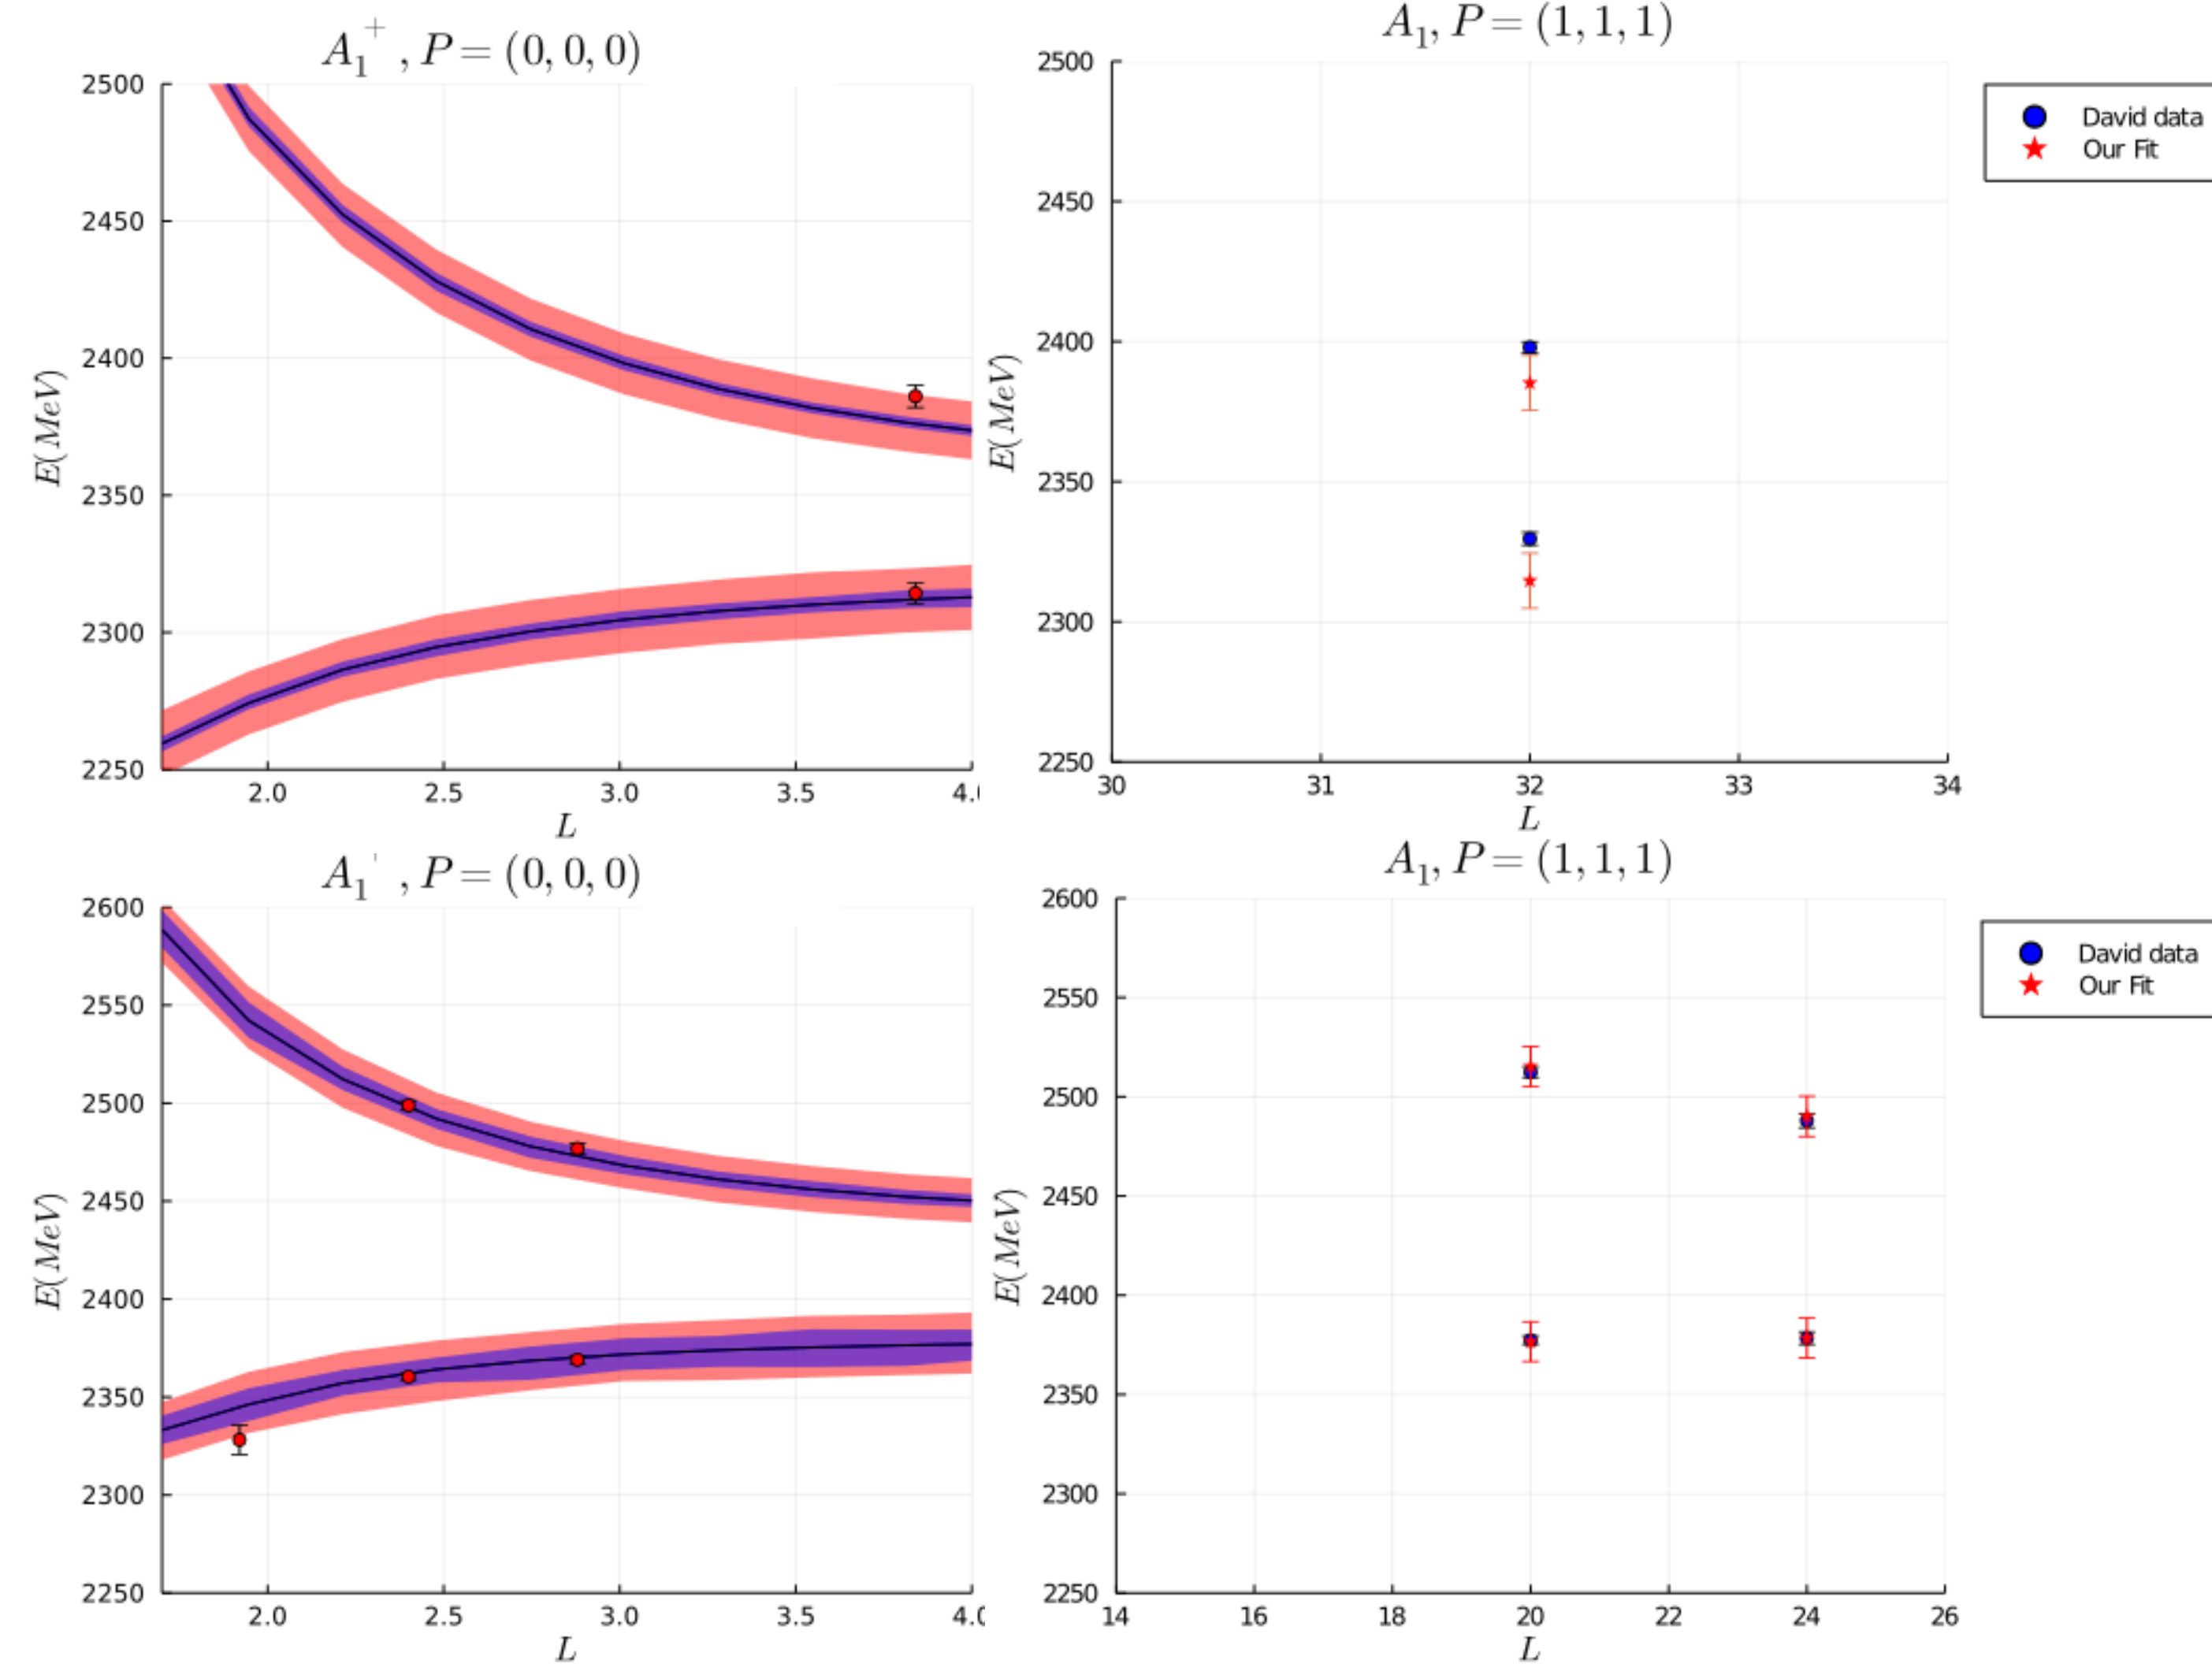 A₁⁺, P = (0, 0, 0)
2500
2450
2400
2350
2300
2250
E(MeV)
2.0 2.5 3.0 3.5 4.
L
A₁, P = (1, 1, 1)
2500
2450
2400
2350
2300
2250
E(MeV)
30 31 32 33 34
L
David data
Our Fit
A₁, P = (0, 0, 0)
2600
2550
2500
2450
2400
2350
2300
2250
E(MeV)
2.0 2.5 3.0 3.5 4.0
L
A₁, P = (1, 1, 1)
2600
2550
2500
2450
2400
2350
2300
2250
E(MeV)
14 16 18 20 22 24 26
L
David data
Our Fit